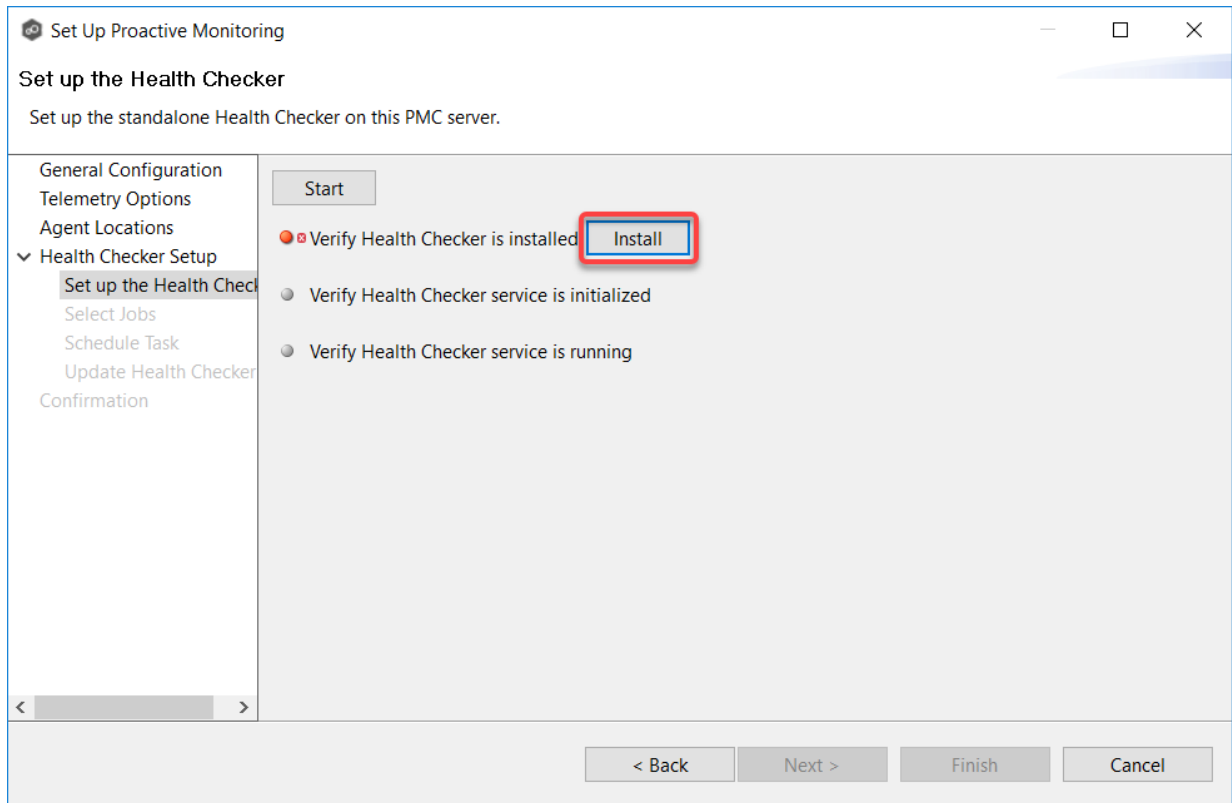 Set Up Proactive Monitoring
Set up the Health Checker
Set up the standalone Health Checker on this PMC server.
General Configuration
Telemetry Options
Agent Locations
Health Checker Setup
Set up the Health Check
Select Jobs
Schedule Task
Update Health Checker
Confirmation
Start
Verify Health Checker is installed Install
Verify Health Checker service is initialized
Verify Health Checker service is running
< Back Next > Finish Cancel